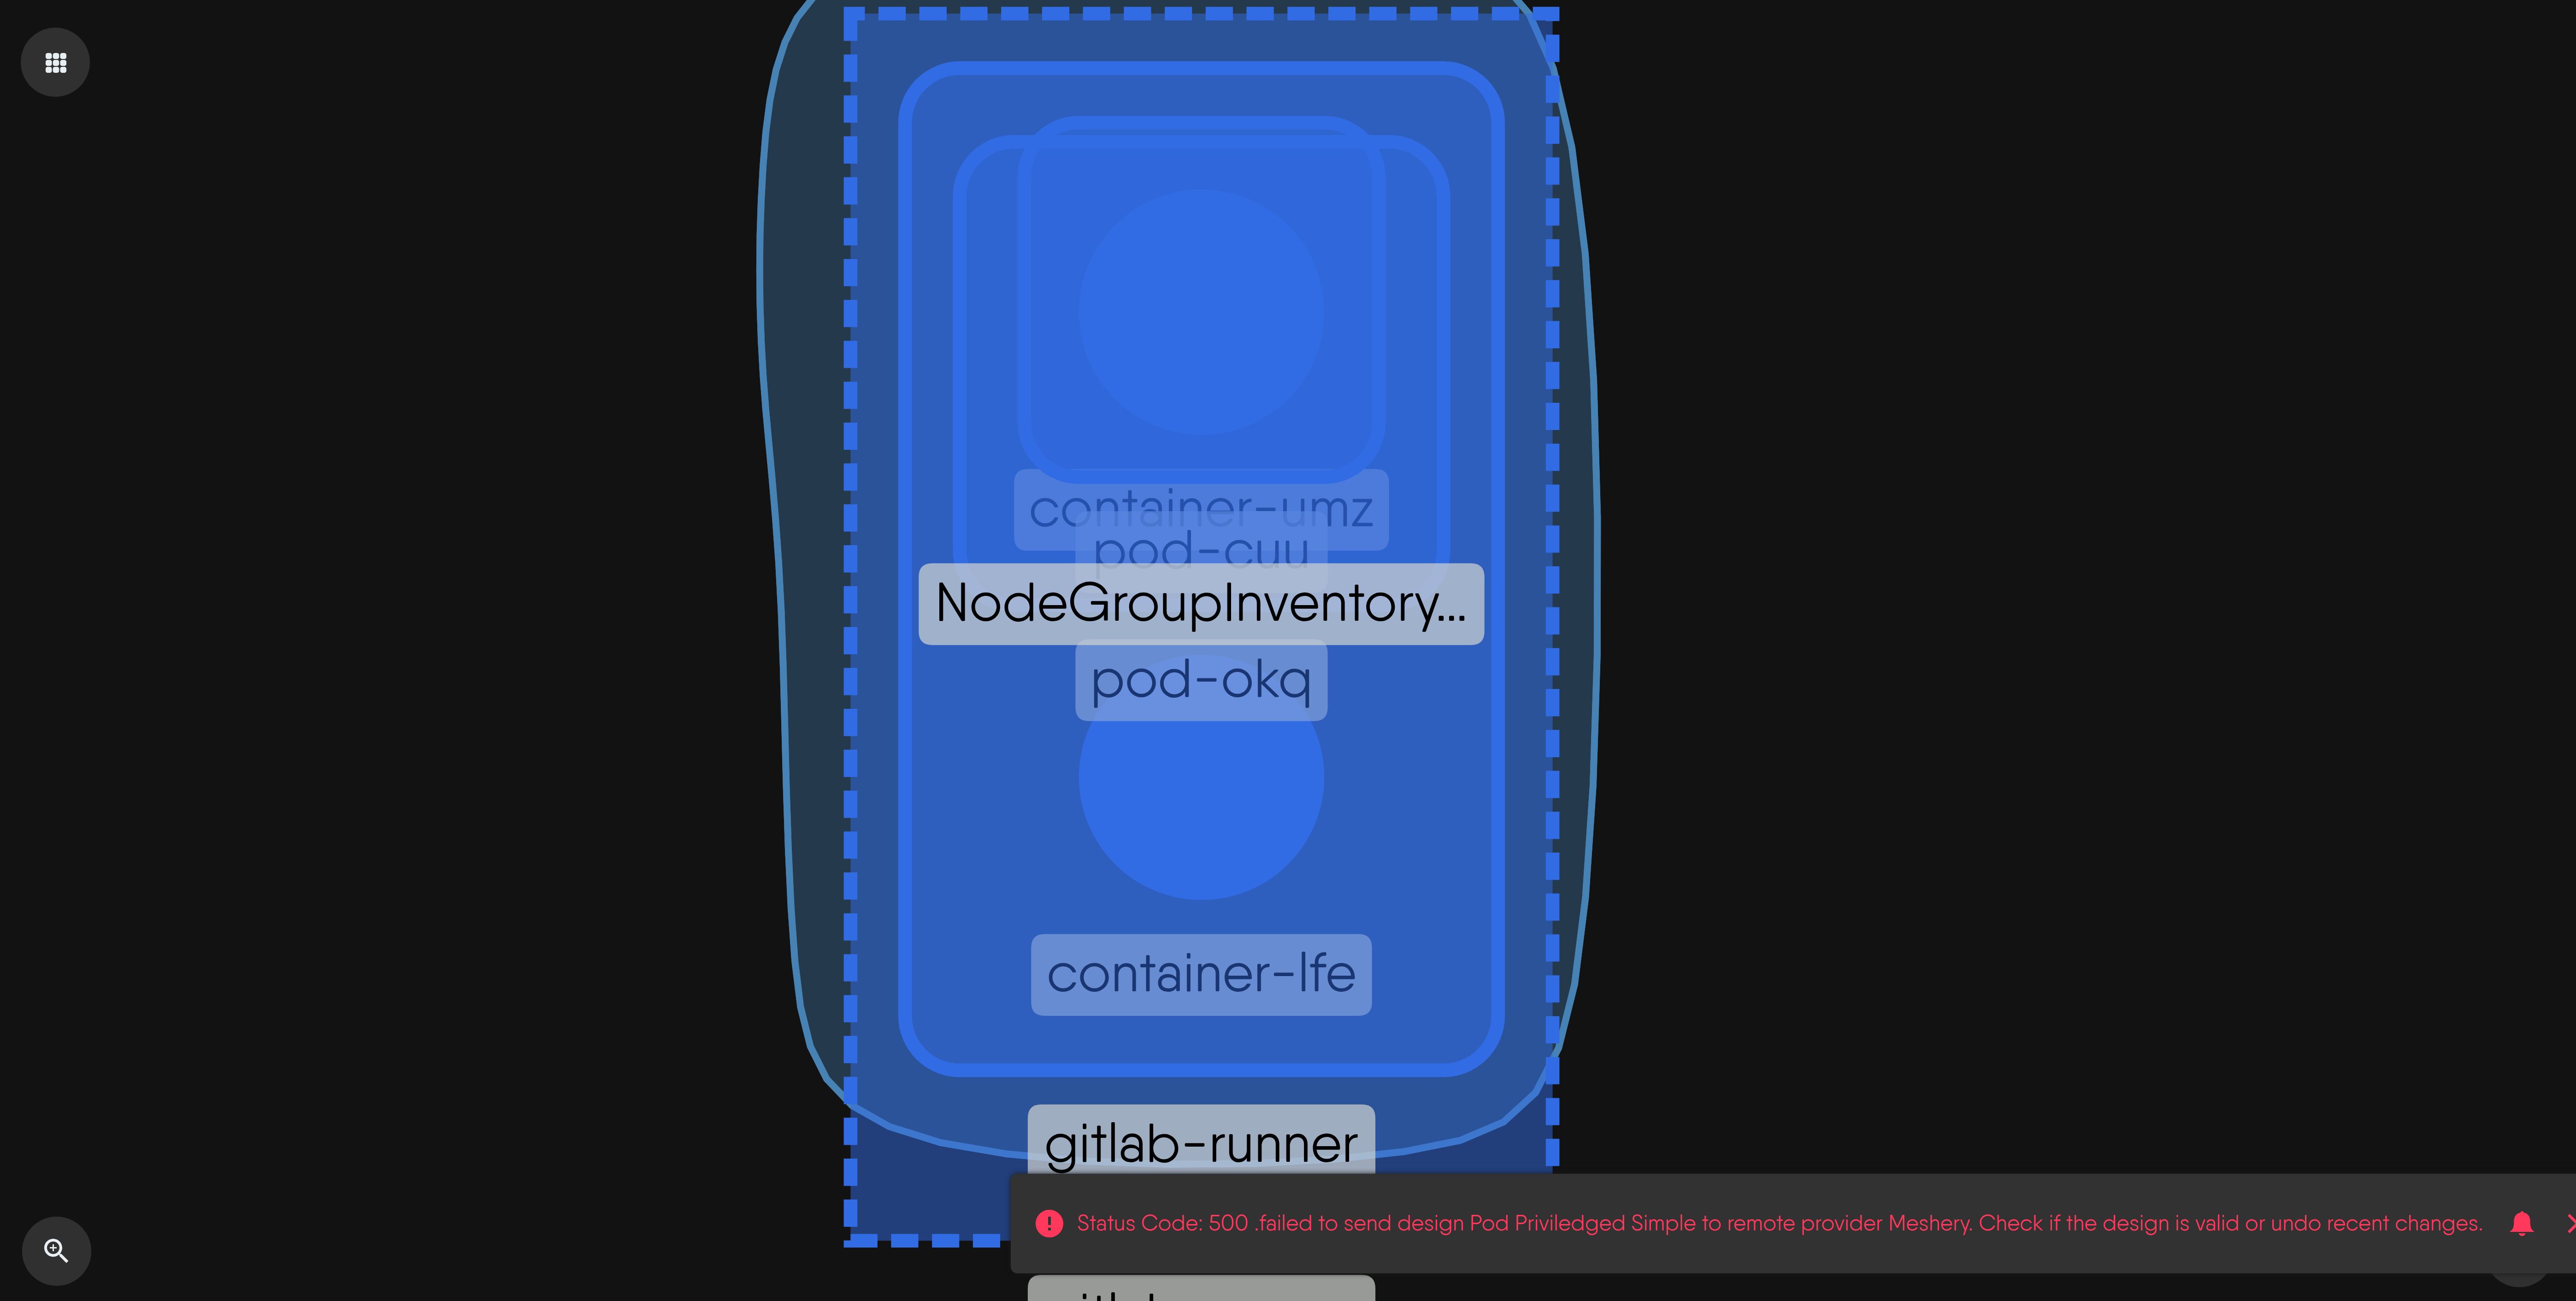 container-umz
pod-cuu
NodeGroupInventory...
pod-okq
container-lfe
gitlab-runner
Status Code: 500 .failed to send design Pod Priviledged Simple to remote provider Meshery. Check if the design is valid or undo recent changes.